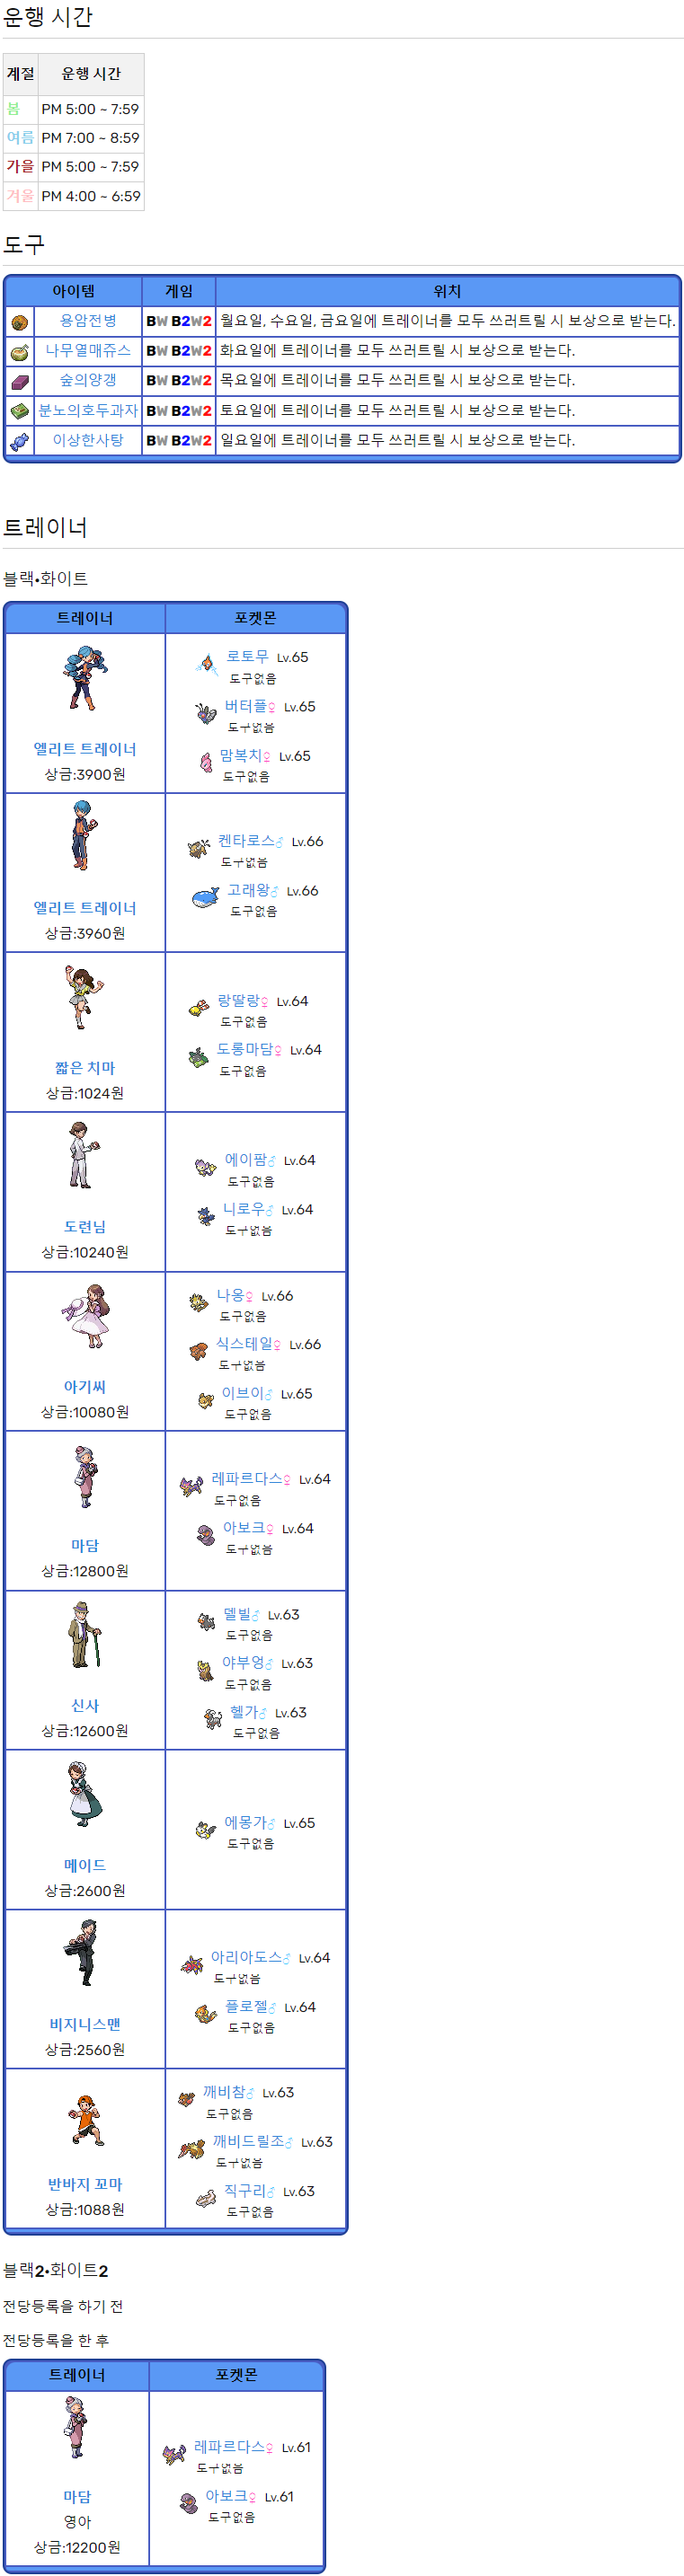 운행 시간
계절 운행 시간
봄 PM 5:00 ~ 7:59
여름 PM 7:00 ~ 8:59
가을 PM 5:00 ~ 7:59
겨울 PM 4:00 ~ 6:59
도구
아이템 게임 위치
용암전병 BW B2W2 월요일, 수요일, 금요일에 트레이너를 모두 쓰러트릴 시 보상으로 받는다.
나무열매쥬스 BW B2W2 화요일에 트레이너를 모두 쓰러트릴 시 보상으로 받는다.
숲의양갱 BW B2W2 목요일에 트레이너를 모두 쓰러트릴 시 보상으로 받는다.
분노의호두과자 BW B2W2 토요일에 트레이너를 모두 쓰러트릴 시 보상으로 받는다.
이상한사탕 BW B2W2 일요일에 트레이너를 모두 쓰러트릴 시 보상으로 받는다.
트레이너
블랙•화이트
트레이너 포켓몬
엘리트 트레이너
상금:3900원
로토무 Lv.65
도구없음
버터플♀ Lv.65
도구없음
맘복치♀ Lv.65
도구없음
엘리트 트레이너
상금:3960원
켄타로스♂ Lv.66
도구없음
고래왕♂ Lv.66
도구없음
짧은 치마
상금:1024원
랑딸랑♀ Lv.64
도구없음
도롱마담♀ Lv.64
도구없음
도련님
상금:10240원
에이팜♂ Lv.64
도구없음
니로우♂ Lv.64
도구없음
아기씨
상금:10080원
나옹♀ Lv.66
도구없음
식스테일♀ Lv.66
도구없음
이브이♂ Lv.65
도구없음
마담
상금:12800원
레파르다스♀ Lv.64
도구없음
아보크♀ Lv.64
도구없음
신사
상금:12600원
델빌♂ Lv.63
도구없음
야부엉♂ Lv.63
도구없음
헬가♂ Lv.63
도구없음
메이드
상금:2600원
에몽가♂ Lv.65
도구없음
비지니스맨
상금:2560원
아리아도스♂ Lv.64
도구없음
플로젤♂ Lv.64
도구없음
반바지 꼬마
상금:1088원
깨비참♂ Lv.63
도구없음
깨비드릴조♂ Lv.63
도구없음
직구리♂ Lv.63
도구없음
블랙2•화이트2
전당등록을 하기 전
전당등록을 한 후
트레이너 포켓몬
마담
영아
상금:12200원
레파르다스♀ Lv.61
도구없음
아보크♀ Lv.61
도구없음